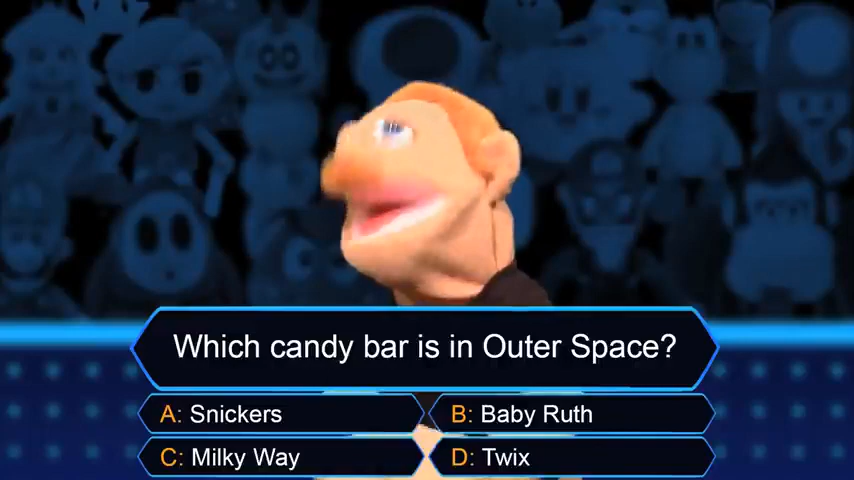 Which candy bar is in Outer Space?
A: Snickers
B: Baby Ruth
C: Milky Way
D: Twix